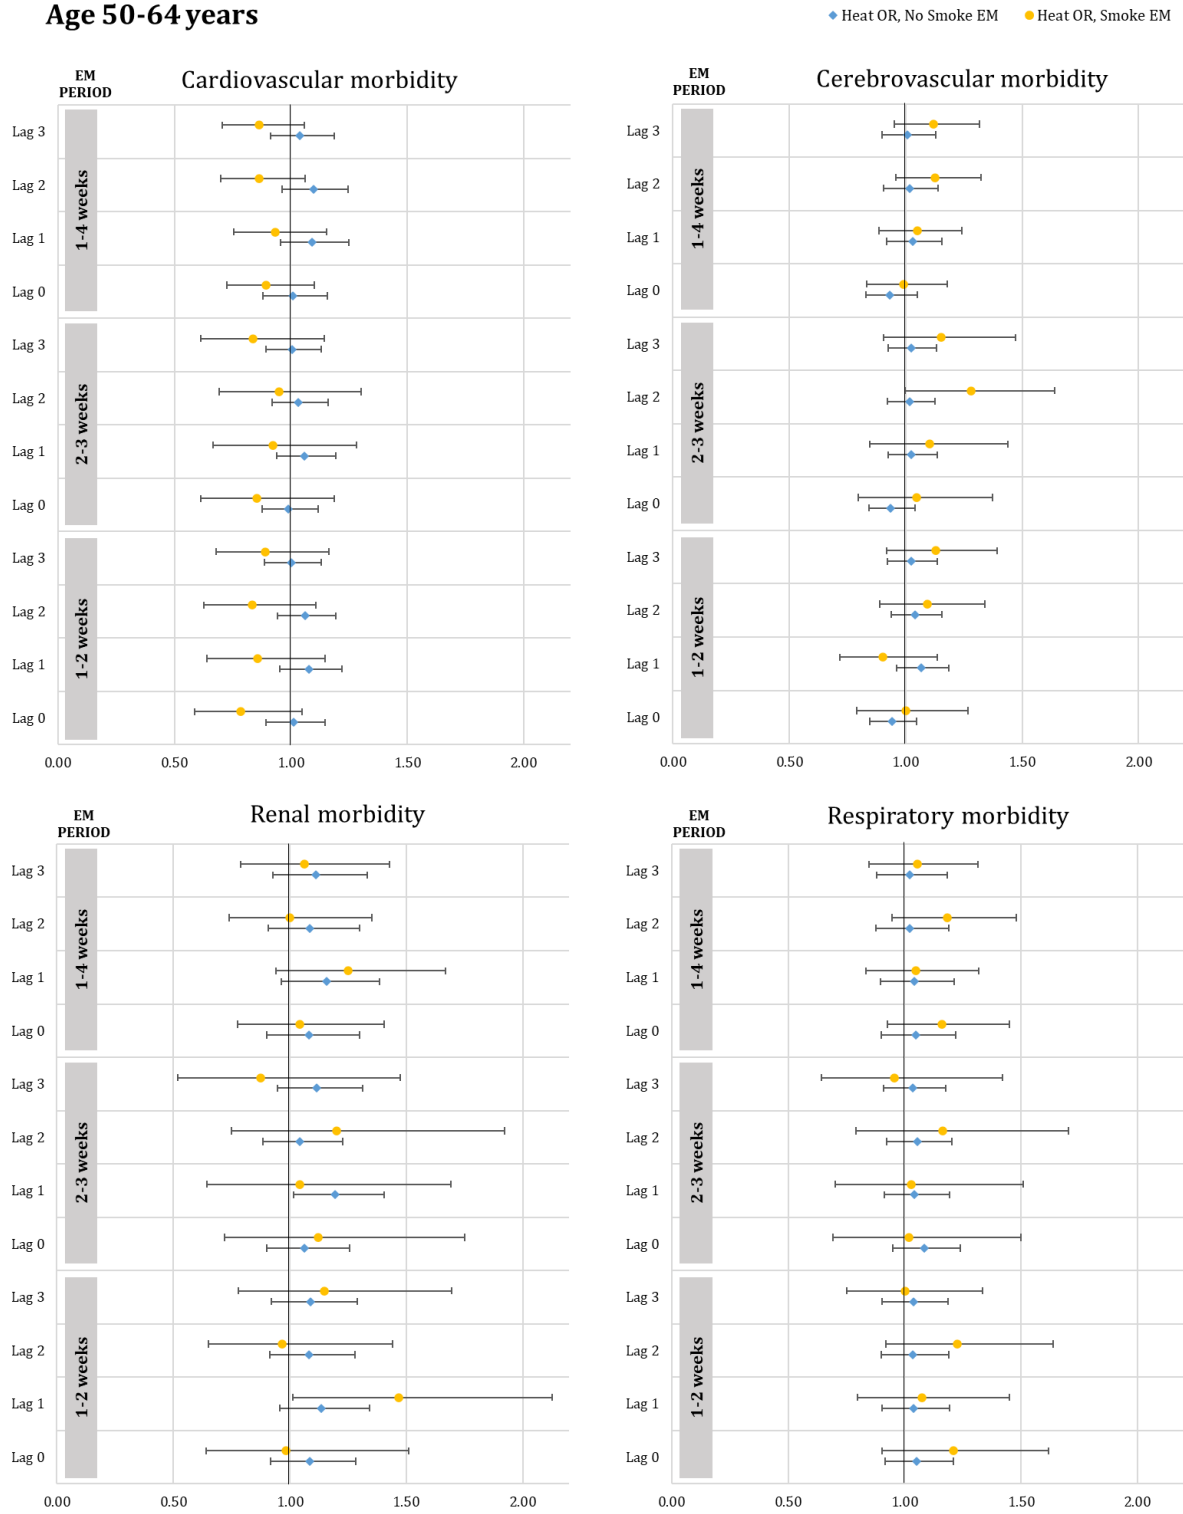 Age 50-64 years
Heat OR, No Smoke EM
Heat OR, Smoke EM
EM
PERIOD
Cardiovascular morbidity
1-4 weeks
Lag 3
Lag 2
Lag 1
Lag 0
2-3 weeks
Lag 3
Lag 2
Lag 1
Lag 0
1-2 weeks
Lag 3
Lag 2
Lag 1
Lag 0
0.00 0.50 1.00 1.50 2.00
EM
PERIOD
Cerebrovascular morbidity
1-4 weeks
Lag 3
Lag 2
Lag 1
Lag 0
2-3 weeks
Lag 3
Lag 2
Lag 1
Lag 0
1-2 weeks
Lag 3
Lag 2
Lag 1
Lag 0
0.00 0.50 1.00 1.50 2.00
EM
PERIOD
Renal morbidity
1-4 weeks
Lag 3
Lag 2
Lag 1
Lag 0
2-3 weeks
Lag 3
Lag 2
Lag 1
Lag 0
1-2 weeks
Lag 3
Lag 2
Lag 1
Lag 0
0.00 0.50 1.00 1.50 2.00
EM
PERIOD
Respiratory morbidity
1-4 weeks
Lag 3
Lag 2
Lag 1
Lag 0
2-3 weeks
Lag 3
Lag 2
Lag 1
Lag 0
1-2 weeks
Lag 3
Lag 2
Lag 1
Lag 0
0.00 0.50 1.00 1.50 2.00